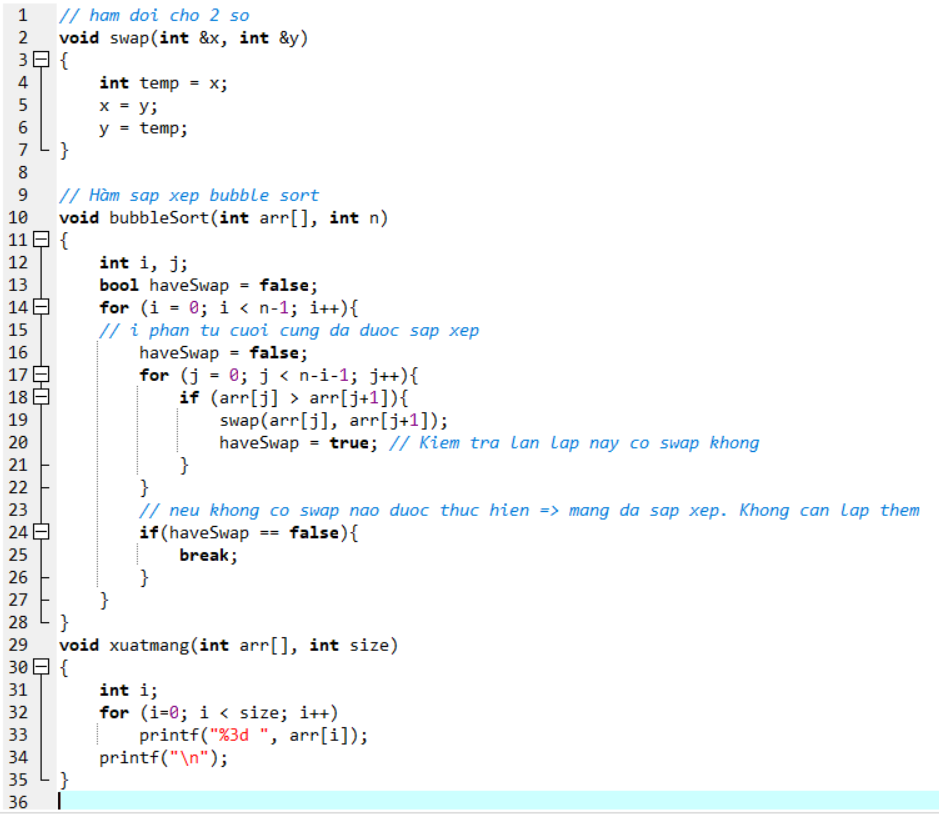 1 // ham doi cho 2 so
2 void swap(int &x, int &y)
3 {
4     int temp = x;
5     x = y;
6     y = temp;
7 }
8
9 // Hàm sap xep bubble sort
10 void bubbleSort(int arr[], int n)
11 {
12     int i, j;
13     bool haveSwap = false;
14     for (i = 0; i < n-1; i++){
15     // i phan tu cuoi cung da duoc sap xep
16         haveSwap = false;
17         for (j = 0; j < n-i-1; j++){
18             if (arr[j] > arr[j+1]){
19                 swap(arr[j], arr[j+1]);
20                 haveSwap = true; // Kiem tra lan lap nay co swap khong
21             }
22         }
23         // neu khong co swap nao duoc thuc hien => mang da sap xep. Khong can lap them
24         if(haveSwap == false){
25             break;
26         }
27     }
28 }
29 void xuatmang(int arr[], int size)
30 {
31     int i;
32     for (i=0; i < size; i++)
33         printf("%3d ", arr[i]);
34     printf("\n");
35 }
36